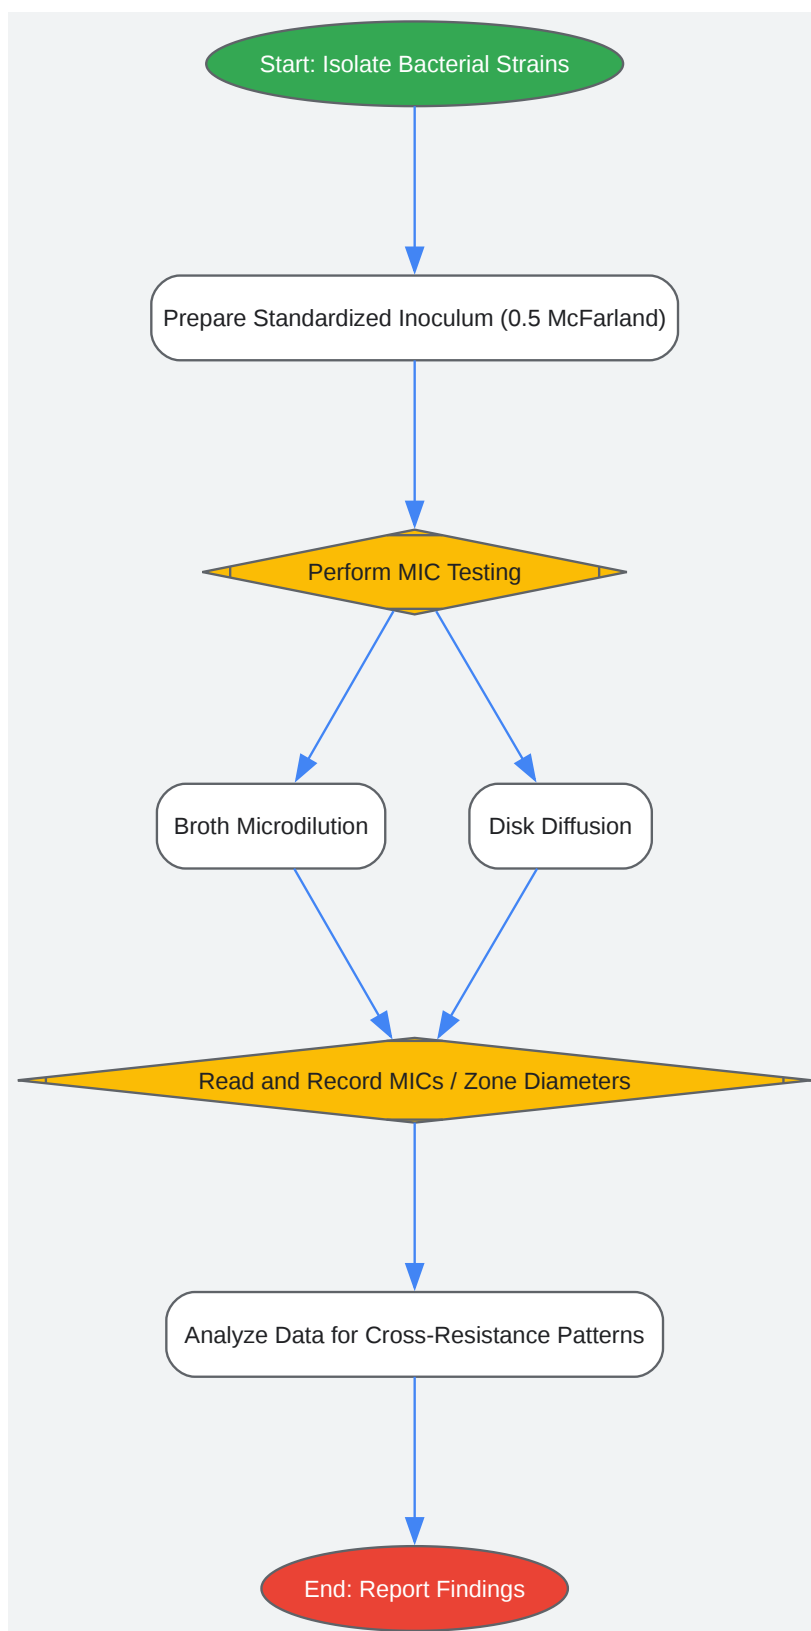 Start: Isolate Bacterial Strains
Prepare Standardized Inoculum (0.5 McFarland)
Perform MIC Testing
Broth Microdilution
Disk Diffusion
Read and Record MICs / Zone Diameters
Analyze Data for Cross-Resistance Patterns
End: Report Findings